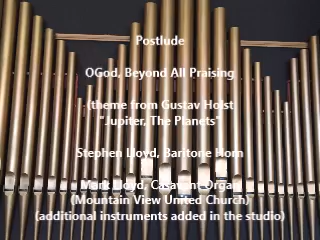 Postlude
OGod, Beyond All Praising
(theme from Gustav Holst
"Jupiter, The Planets"
Stephen Lloyd, Baritone Horn
Mark Lloyd, Casavant Organ
(Mountain View United Church)
(additional instruments added in the studio)